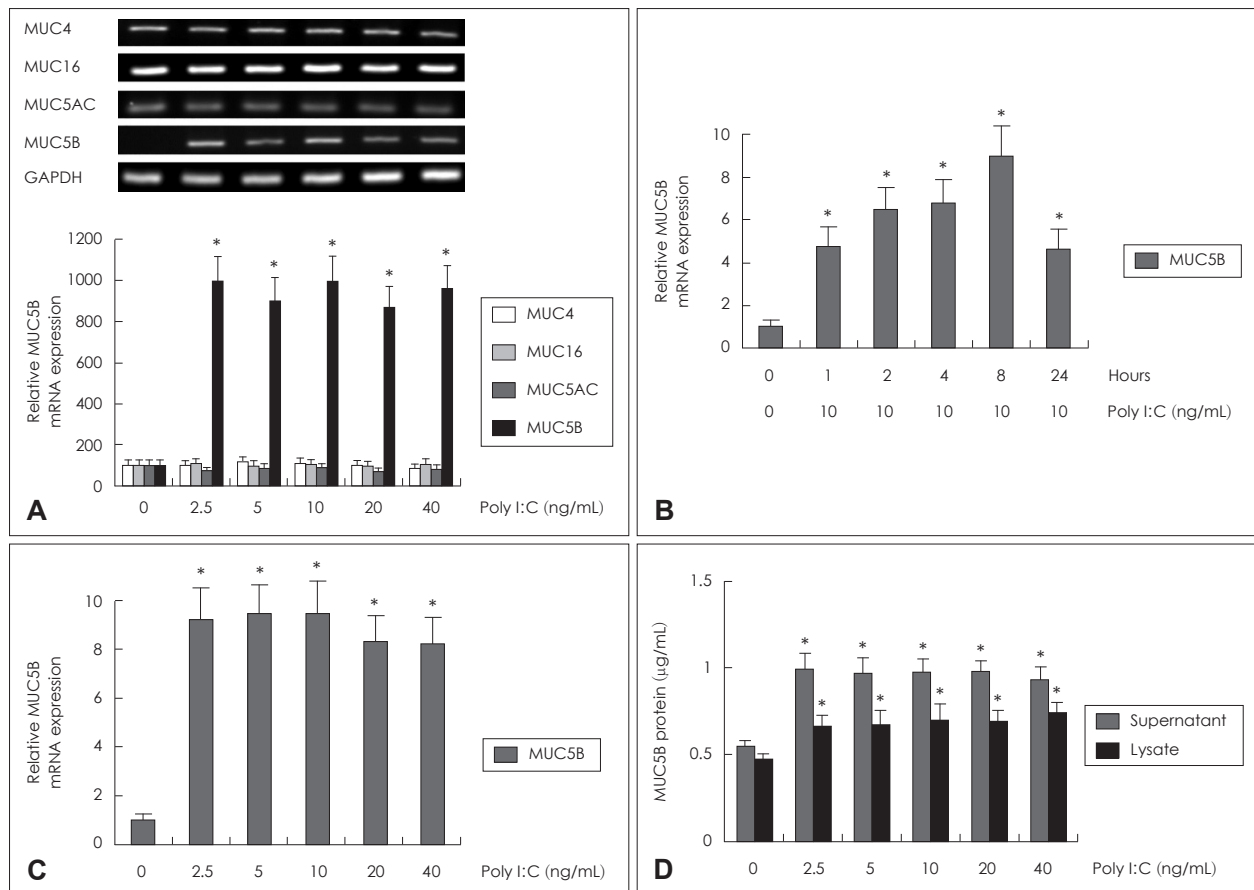 MUC4
MUC16
MUC5AC
MUC5B
GAPDH
Relative MUC5B
mRNA expression
1200
1000
800
600
400
200
0
* * * * *
MUC4
MUC16
MUC5AC
MUC5B
0 2.5 5 10 20 40 Poly I:C (ng/mL)
A
Relative MUC5B
mRNA expression
10
8
6
4
2
0
* * * * *
MUC5B
0 1 2 4 8 24 Hours
0 10 10 10 10 10 Poly I:C (ng/mL)
B
Relative MUC5B
mRNA expression
10
8
6
4
2
0
* * * * *
MUC5B
0 2.5 5 10 20 40 Poly I:C (ng/mL)
C
MUC5B protein (μg/mL)
1.5
1
0.5
0
* * * * *
* * * * *
Supernatant
Lysate
0 2.5 5 10 20 40 Poly I:C (ng/mL)
D